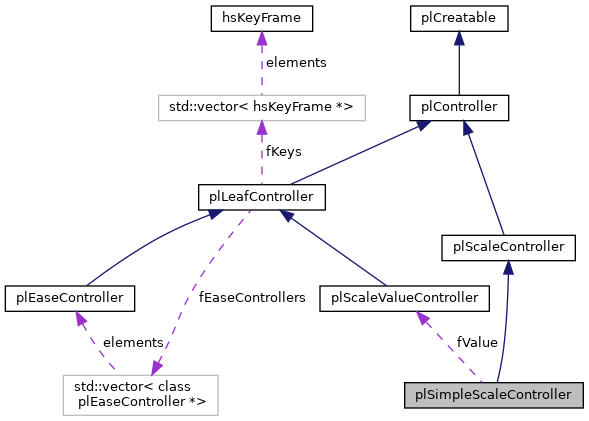 hsKeyFrame
plCreatable
elements
std::vector< hsKeyFrame *>
plController
fKeys
plLeafController
plScaleController
plEaseController
fEaseControllers
plScaleValueController
elements
fValue
std::vector< class
plEaseController *>
plSimpleScaleController